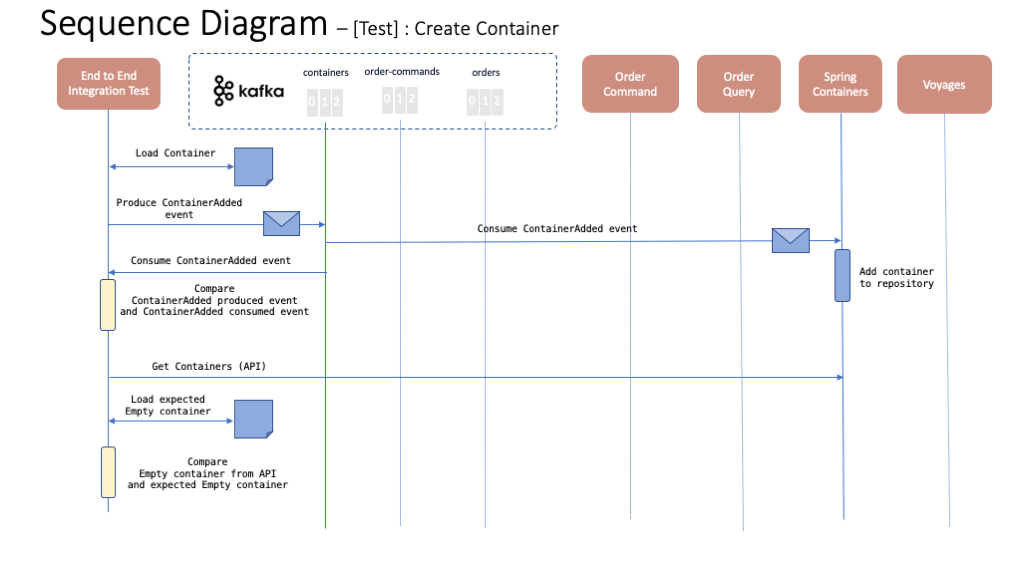 Sequence Diagram – [Test] : Create Container
End to End
Integration Test
kafka
containers
order-commands
orders
0 1 2
0 1 2
0 1 2
Order
Command
Order
Query
Spring
Containers
Voyages
Load Container
Produce ContainerAdded
event
Consume ContainerAdded event
Consume ContainerAdded event
Add container
to repository
Compare
ContainerAdded produced event
and ContainerAdded consumed event
Get Containers (API)
Load expected
Empty container
Compare
Empty container from API
and expected Empty container